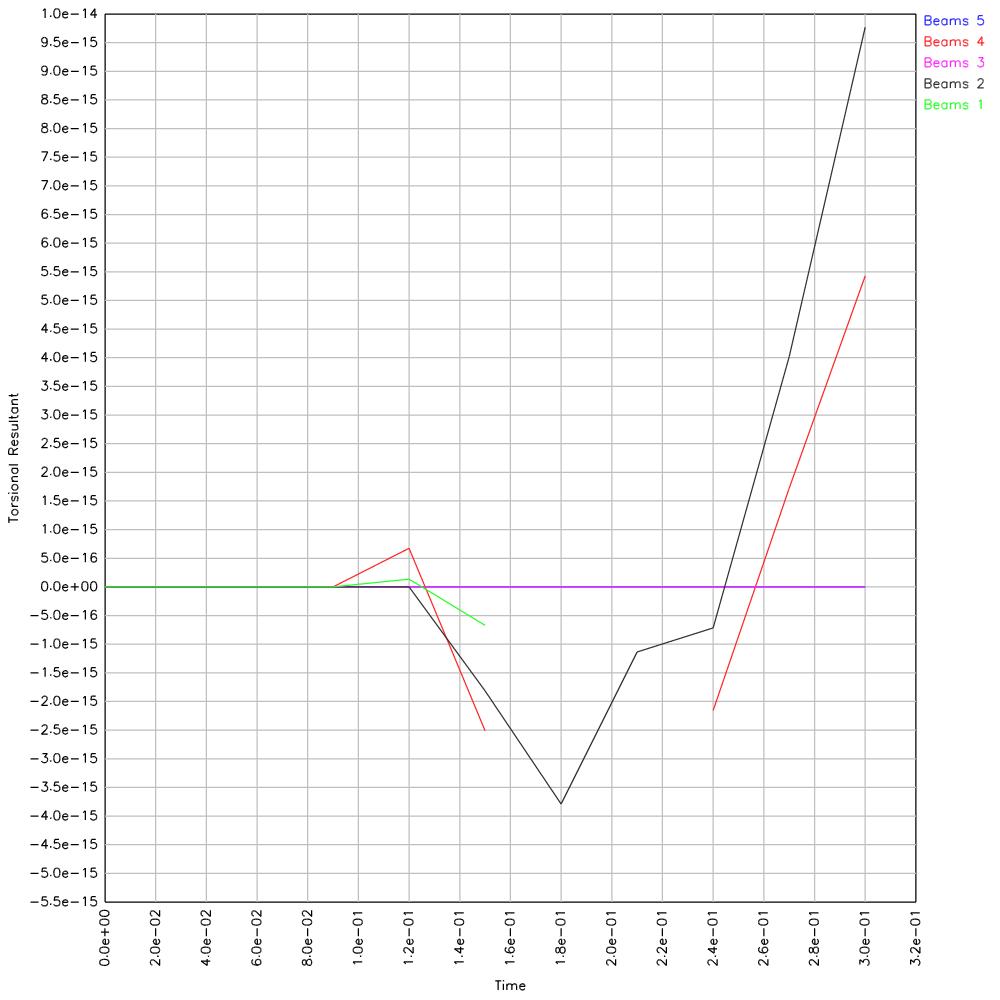 1.0e-14
9.5e-15
9.0e-15
8.5e-15
8.0e-15
7.5e-15
7.0e-15
6.5e-15
6.0e-15
5.5e-15
5.0e-15
4.5e-15
4.0e-15
3.5e-15
3.0e-15
2.5e-15
2.0e-15
1.5e-15
1.0e-15
5.0e-16
0.0e+00
-5.0e-16
-1.0e-15
-1.5e-15
-2.0e-15
-2.5e-15
-3.0e-15
-3.5e-15
-4.0e-15
-4.5e-15
-5.0e-15
-5.5e-15
Torsional Resultant
0.0e+00
2.0e-02
4.0e-02
6.0e-02
8.0e-02
1.0e-01
1.2e-01
1.4e-01
1.6e-01
1.8e-01
2.0e-01
2.2e-01
2.4e-01
2.6e-01
2.8e-01
3.0e-01
3.2e-01
Time
Beams 5
Beams 4
Beams 3
Beams 2
Beams 1